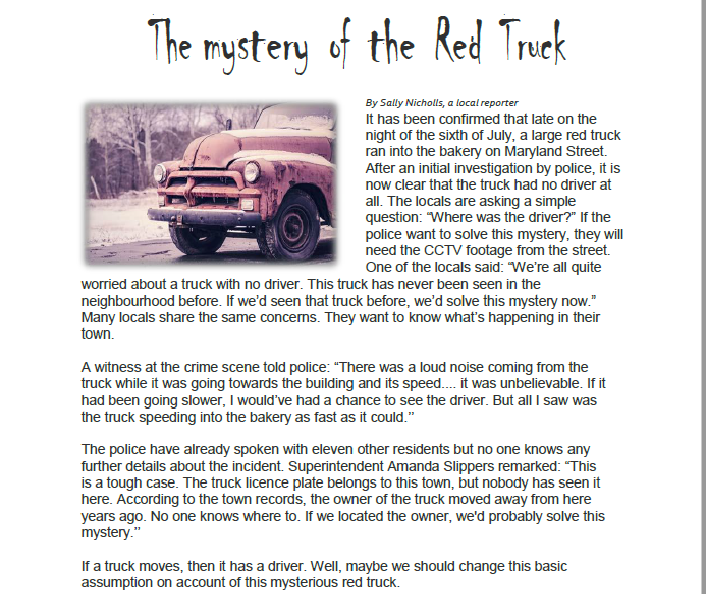 The mystery of the Red Truck
By Sally Nicholls, a local reporter
It has been confirmed that late on the
night of the sixth of July, a large red truck
ran into the bakery on Maryland Street.
After an initial investigation by police, it is
now clear that the truck had no driver at
all. The locals are asking a simple
question: “Where was the driver?” If the
police want to solve this mystery, they will
need the CCTV footage from the street.
One of the locals said: “We’re all quite
worried about a truck with no driver. This truck has never been seen in the
neighbourhood before. If we’d seen that truck before, we’d solve this mystery now.”
Many locals share the same concerns. They want to know what’s happening in their
town.
A witness at the crime scene told police: “There was a loud noise coming from the
truck while it was going towards the building and its speed.... it was unbelievable. If it
had been going slower, I would’ve had a chance to see the driver. But all I saw was
the truck speeding into the bakery as fast as it could.’’
The police have already spoken with eleven other residents but no one knows any
further details about the incident. Superintendent Amanda Slippers remarked: “This
is a tough case. The truck licence plate belongs to this town, but nobody has seen it
here. According to the town records, the owner of the truck moved away from here
years ago. No one knows where to. If we located the owner, we'd probably solve this
mystery.’’
If a truck moves, then it has a driver. Well, maybe we should change this basic
assumption on account of this mysterious red truck.